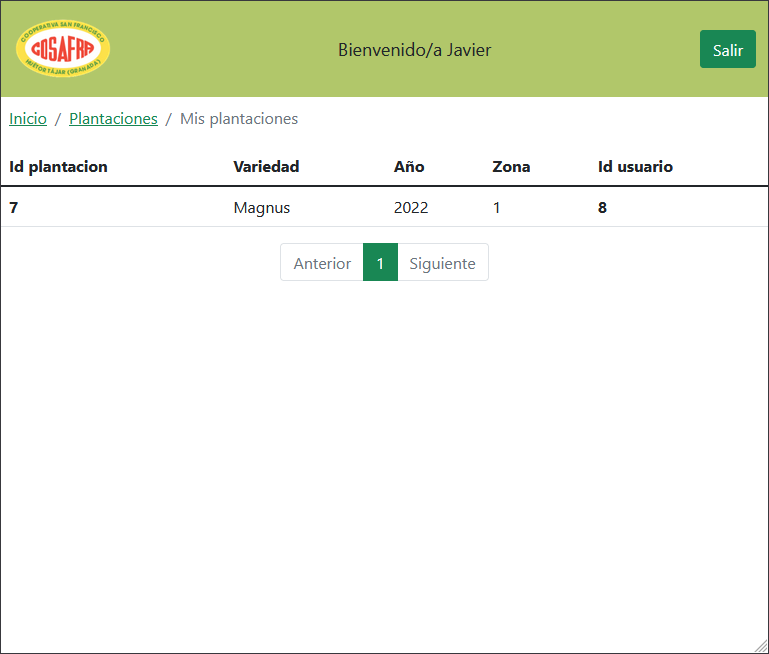 COOPERATIVA SAN FRANCISCO
COSAFRA
HUETOR TAJAR (GRANADA)
Bienvenido/a Javier
Salir
Inicio / Plantaciones / Mis plantaciones
Id plantacion Variedad Año Zona Id usuario
7 Magnus 2022 1 8
Anterior 1 Siguiente